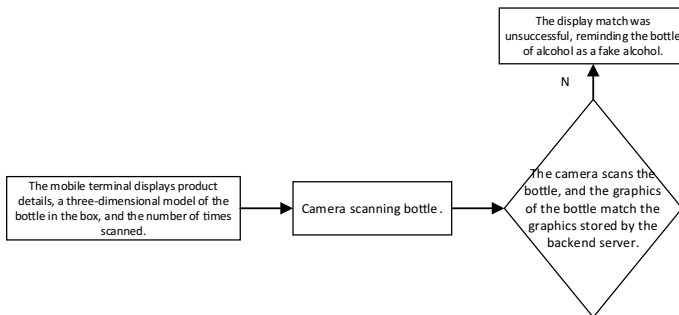 The display match was
unsuccessful, reminding the bottle
of alcohol as a fake alcohol.
N
The mobile terminal displays product
details, a three-dimensional model of the
bottle in the box, and the number of times
scanned.
Camera scanning bottle .
The camera scans the
bottle, and the graphics
of the bottle match the
graphics stored by the
backend server.